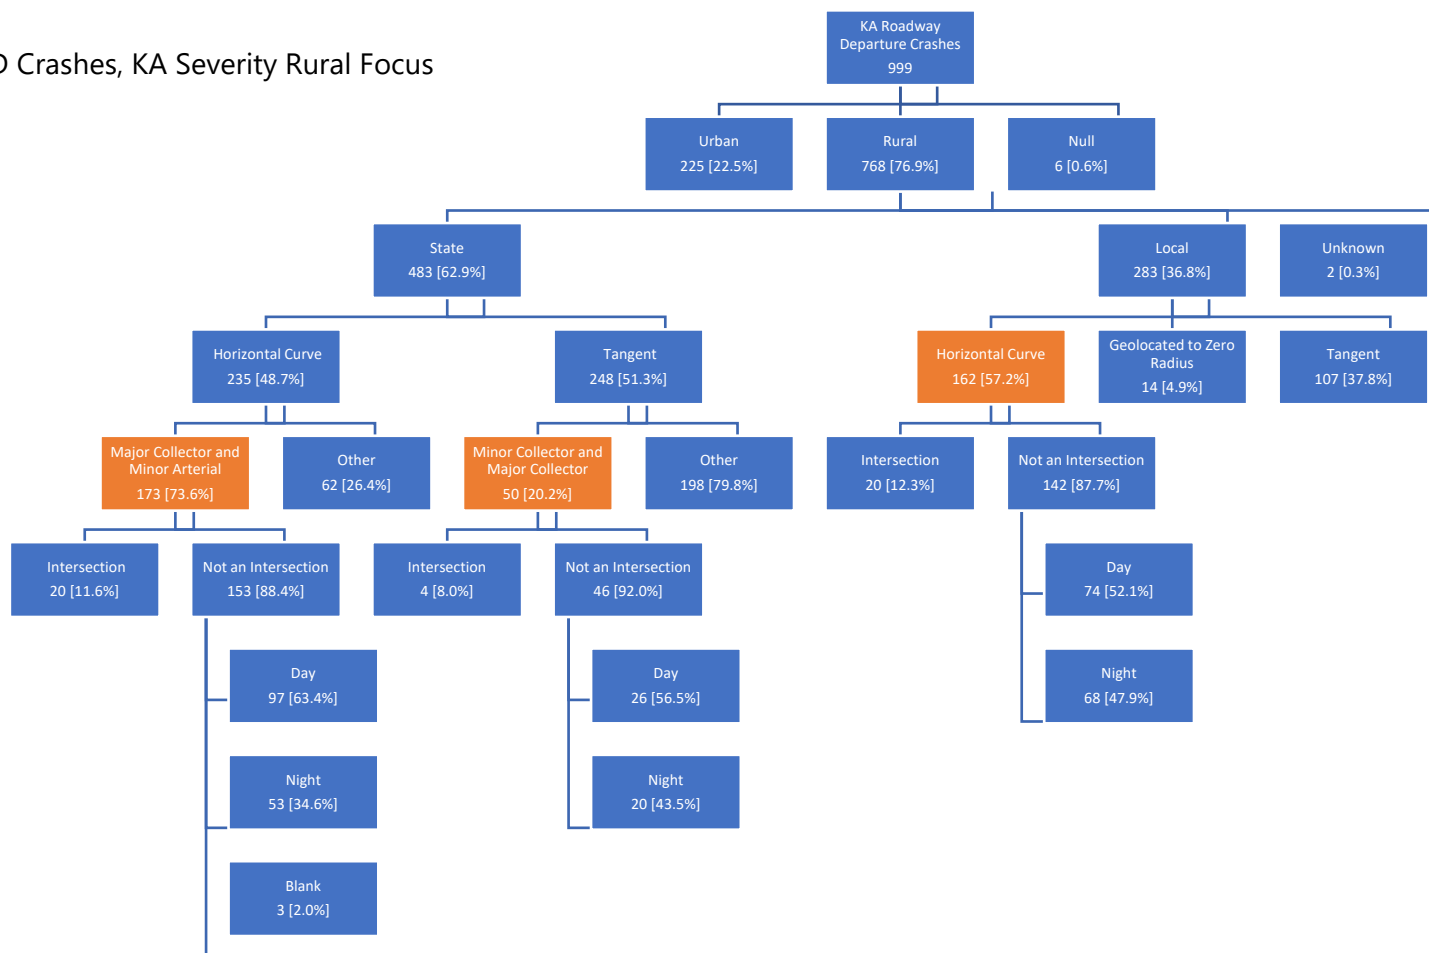 D Crashes, KA Severity Rural Focus
KA Roadway
Departure Crashes
999
Urban
225 [22.5%]
Rural
768 [76.9%]
Null
6 [0.6%]
State
483 [62.9%]
Local
283 [36.8%]
Unknown
2 [0.3%]
Horizontal Curve
235 [48.7%]
Tangent
248 [51.3%]
Horizontal Curve
162 [57.2%]
Geolocated to Zero
Radius
14 [4.9%]
Tangent
107 [37.8%]
Major Collector and
Minor Arterial
173 [73.6%]
Other
62 [26.4%]
Minor Collector and
Major Collector
50 [20.2%]
Other
198 [79.8%]
Intersection
20 [12.3%]
Not an Intersection
142 [87.7%]
Intersection
20 [11.6%]
Not an Intersection
153 [88.4%]
Intersection
4 [8.0%]
Not an Intersection
46 [92.0%]
Day
74 [52.1%]
Day
97 [63.4%]
Day
26 [56.5%]
Night
68 [47.9%]
Night
53 [34.6%]
Night
20 [43.5%]
Blank
3 [2.0%]